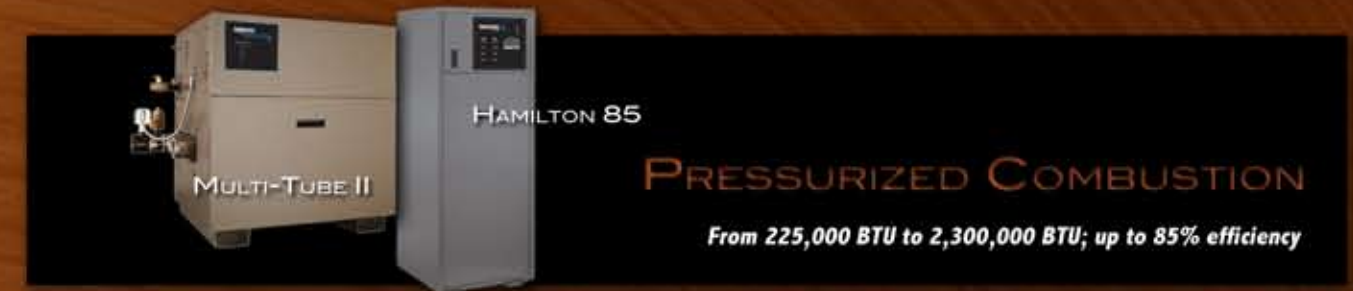 HAMILTON 85
MULTI-TUBE II
PRESSURIZED COMBUSTION
From 225,000 BTU to 2,300,000 BTU; up to 85% efficiency